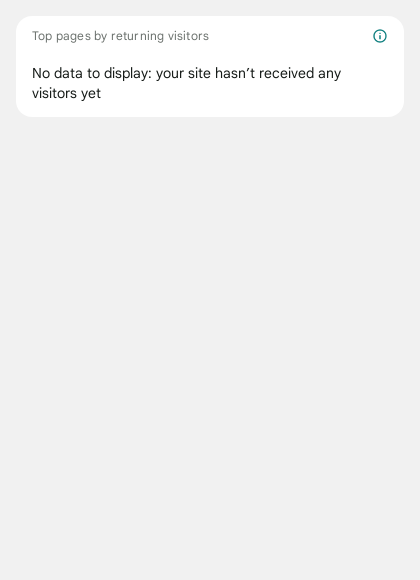 Top pages by returning visitors
No data to display: your site hasn’t received any
visitors yet